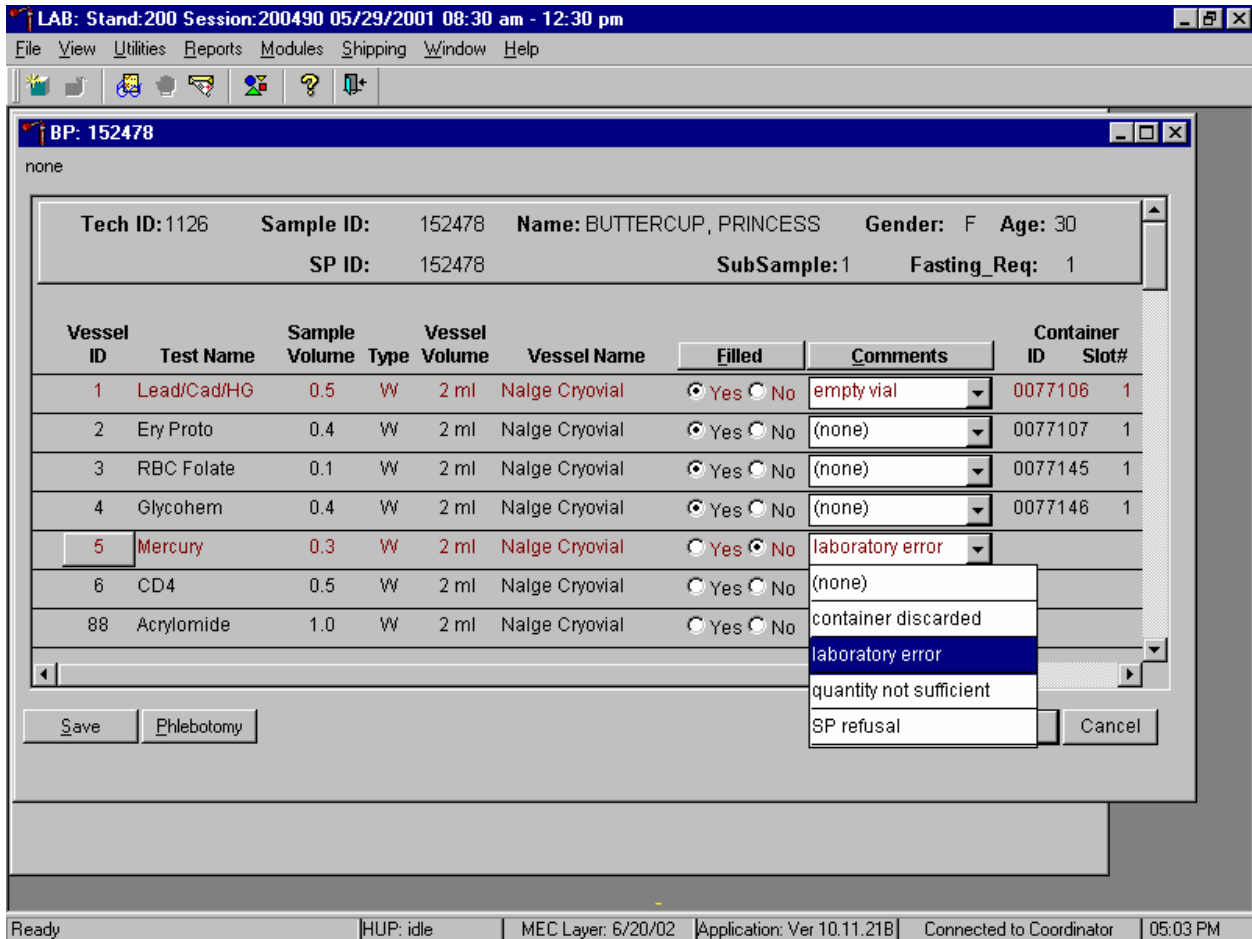 LAB: Stand:200 Session:200490 05/29/2001 08:30 am - 12:30 pm
File View Utilities Reports Modules Shipping Window Help
BP: 152478
none
Tech ID: 1126 Sample ID: 152478 Name: BUTTERCUP, PRINCESS Gender: F Age: 30
SP ID: 152478 SubSample: 1 Fasting_Req: 1
Vessel Sample Vessel Container
ID Test Name Volume Type Volume Vessel Name Filled Comments ID Slot#
1 Lead/Cad/HG 0.5 W 2 ml Nalge Cryovial Yes No empty vial 0077106 1
2 Ery Proto 0.4 W 2 ml Nalge Cryovial Yes No (none) 0077107 1
3 RBC Folate 0.1 W 2 ml Nalge Cryovial Yes No (none) 0077145 1
4 Glycohem 0.4 W 2 ml Nalge Cryovial Yes No (none) 0077146 1
5 Mercury 0.3 W 2 ml Nalge Cryovial Yes No laboratory error
6 CD4 0.5 W 2 ml Nalge Cryovial Yes No (none)
88 Acrylomide 1.0 W 2 ml Nalge Cryovial Yes No container discarded
laboratory error
quantity not sufficient
Save Phlebotomy SP refusal Cancel
Ready HUP: idle MEC Layer: 6/20/02 Application: Ver 10.11.21B Connected to Coordinator 05:03 PM